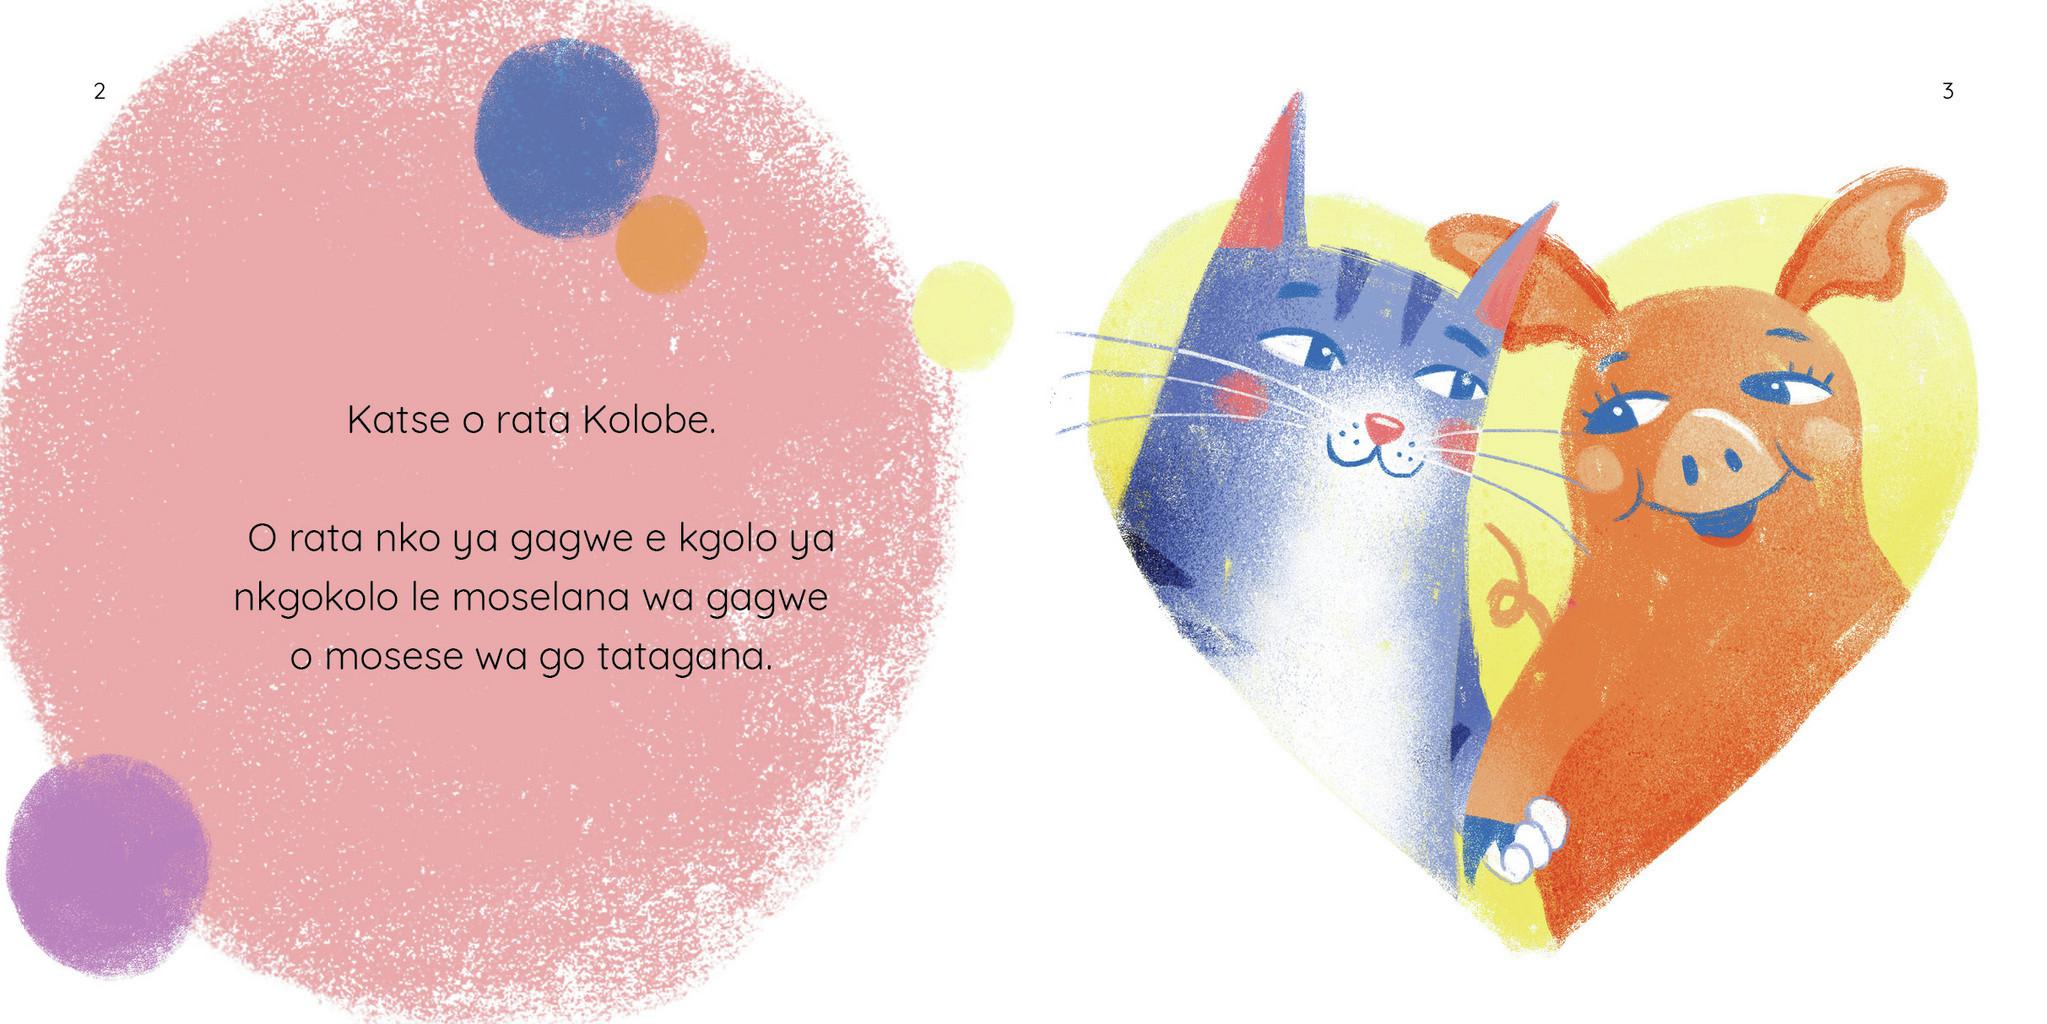 2
Katse o rata Kolobe.
O rata nko ya gagwe e kgolo ya
nkgokolo le moselana wa gagwe
o mosese wa go tatagana.
3